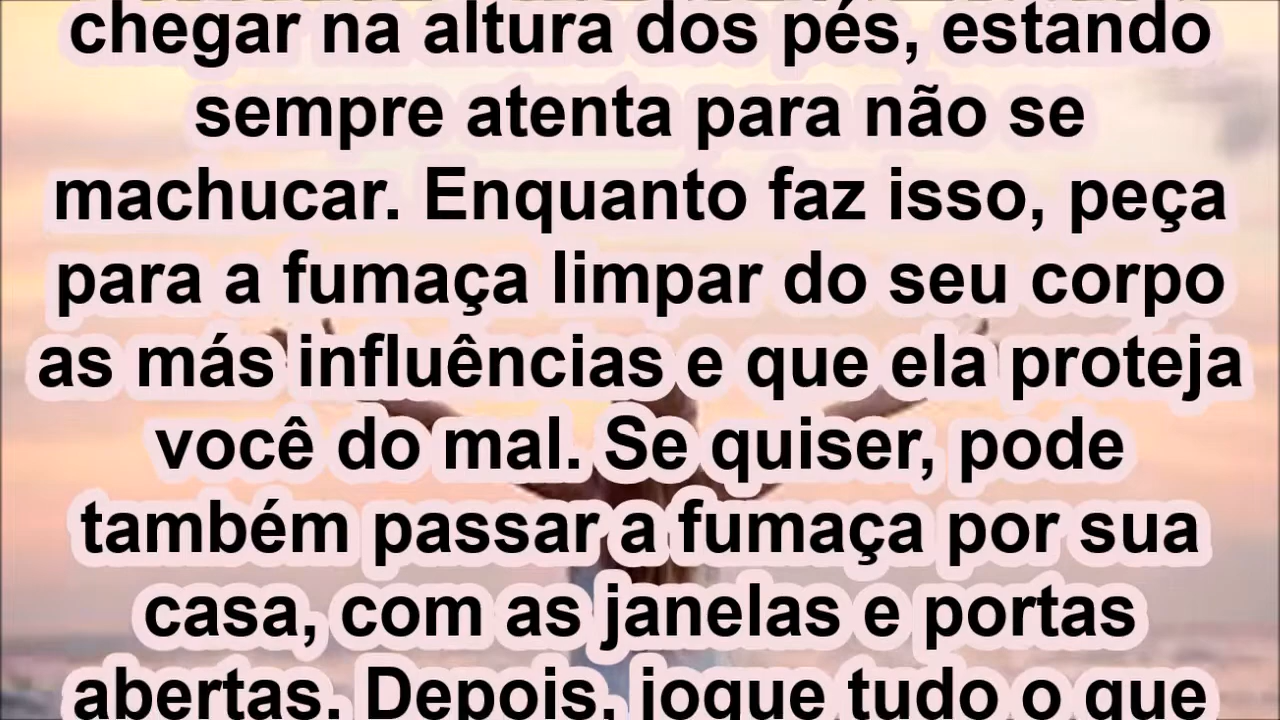 chegar na altura dos pés, estando
sempre atenta para não se
machucar. Enquanto faz isso, peça
para a fumaça limpar do seu corpo
as más influências e que ela proteja
você do mal. Se quiser, pode
também passar a fumaça por sua
casa, com as janelas e portas
abertas. Depois, jogue tudo o que